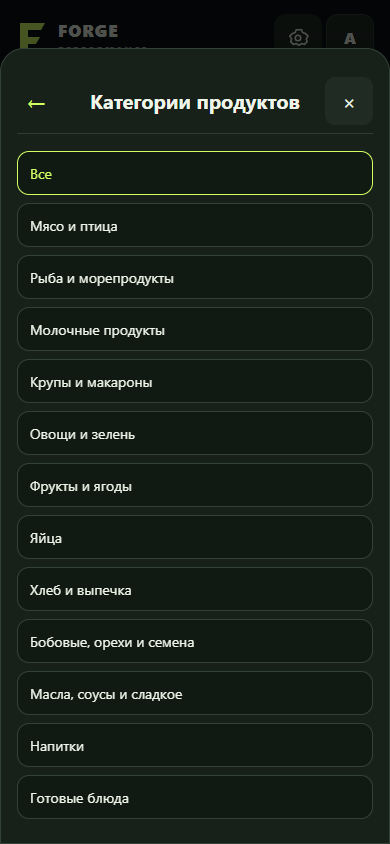 FORGE
A
←
Категории продуктов
×
Все
Мясо и птица
Рыба и морепродукты
Молочные продукты
Крупы и макароны
Овощи и зелень
Фрукты и ягоды
Яйца
Хлеб и выпечка
Бобовые, орехи и семена
Масла, соусы и сладкое
Напитки
Готовые блюда